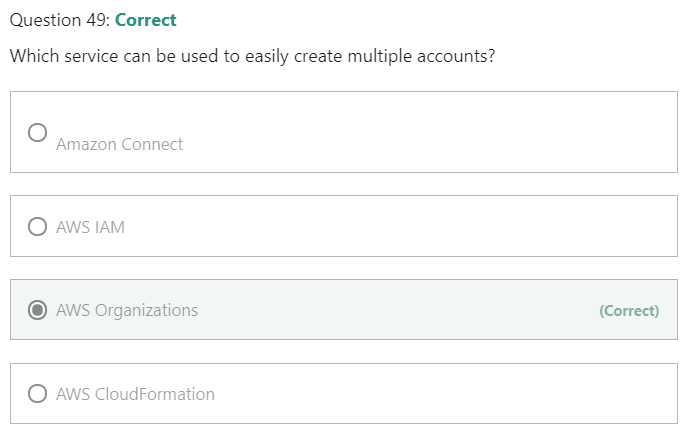 Question 49: Correct
Which service can be used to easily create multiple accounts?
Amazon Connect
AWS IAM
AWS Organizations (Correct)
AWS CloudFormation